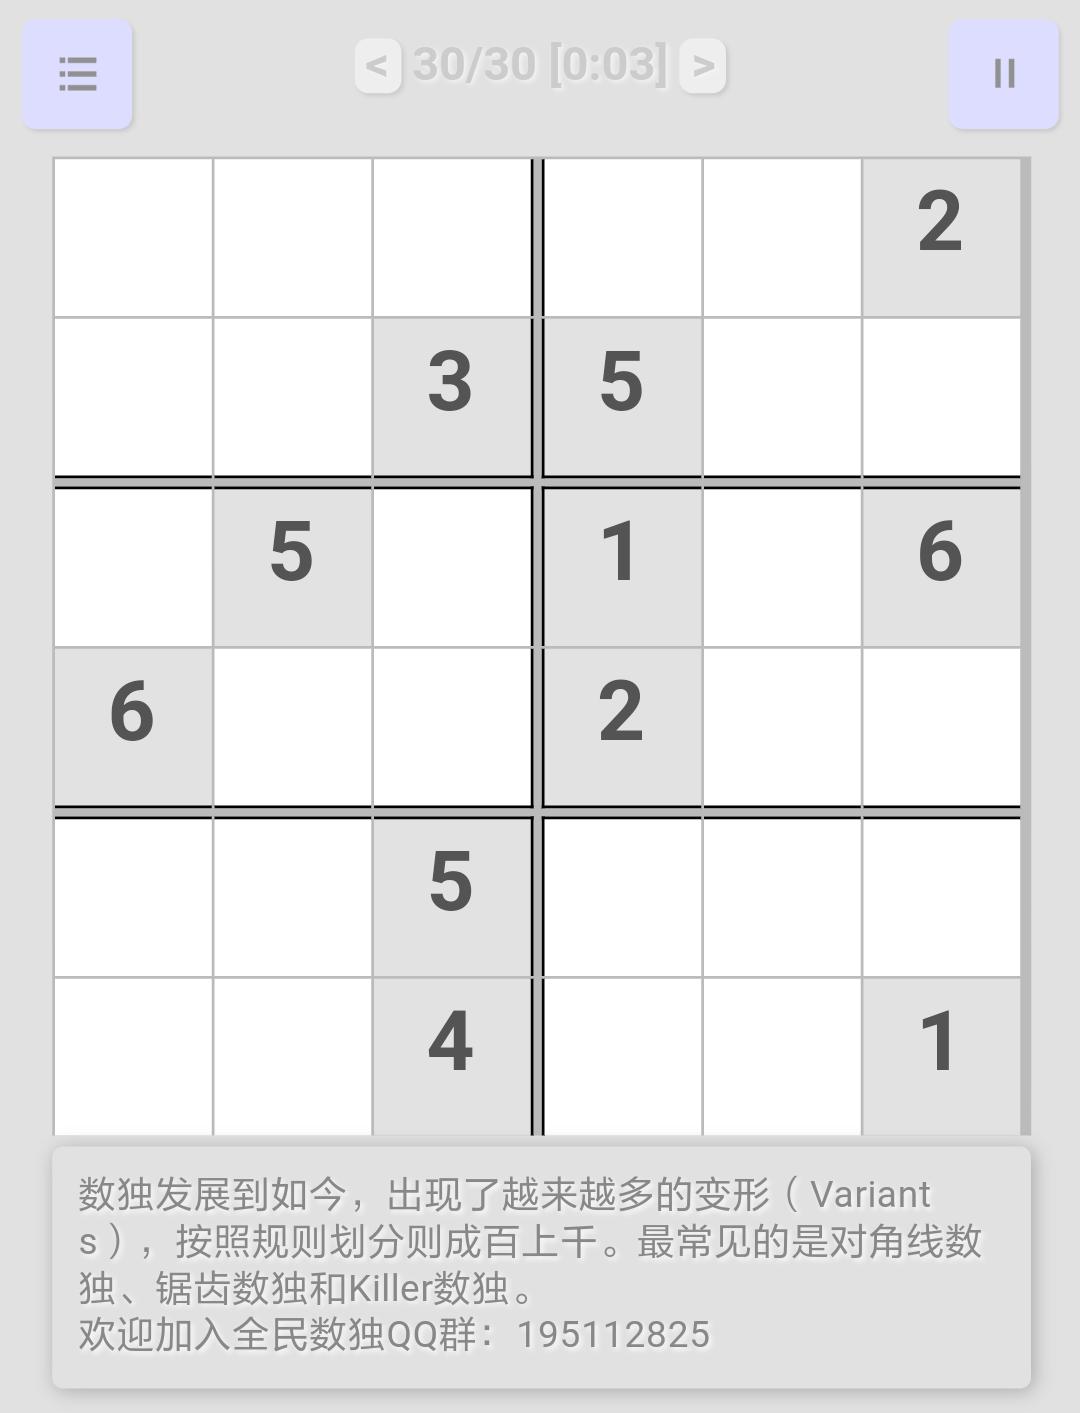 < 30/30 [0:03] >
2
3 5
5 1 6
6 2
5
4 1
数独发展到如今，出现了越来越多的变形（ Variant
s ），按照规则划分则成百上千。最常见的是对角线数
独、锯齿数独和Killer数独。
欢迎加入全民数独QQ群：195112825